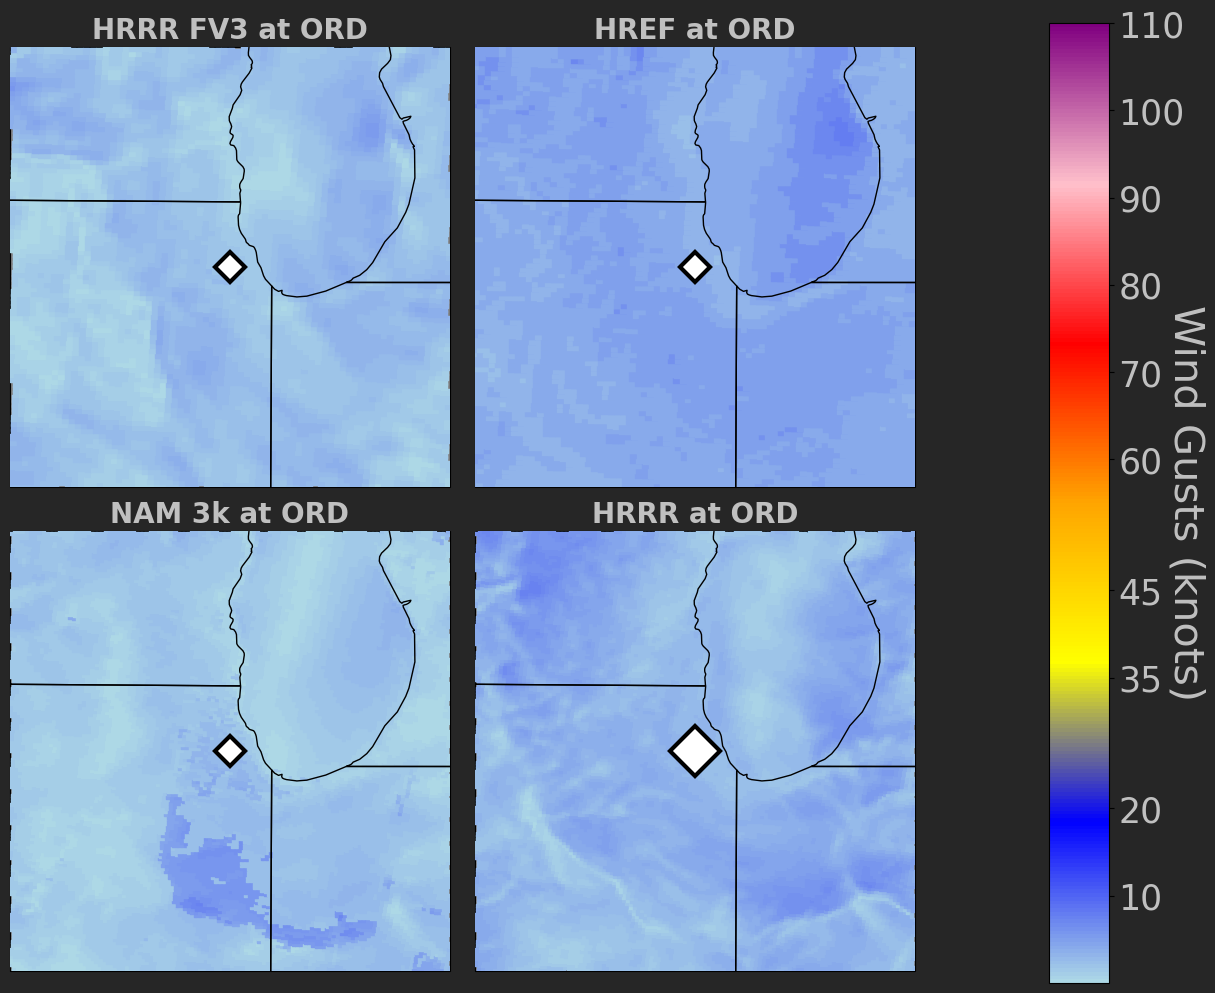 HRRR FV3 at ORD
HREF at ORD
NAM 3k at ORD
HRRR at ORD
110
100
90
80
70
60
45
35
20
10
Wind Gusts (knots)